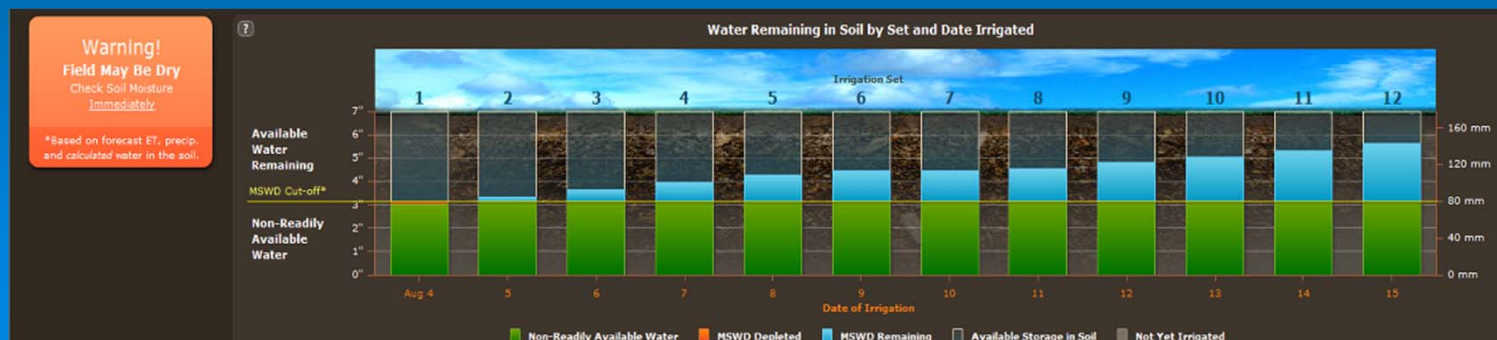 Warning!
Field May Be Dry
Check Soil Moisture
Immediately
*Based on forecast ET, precip.
and calculated water in the soil.
?
Water Remaining in Soil by Set and Date Irrigated
Irrigation Set
1 2 3 4 5 6 7 8 9 10 11 12
Available
Water
Remaining
MSWD Cut-off*
Non-Readily
Available
Water
7"
6"
5"
4"
3"
2"
1"
0"
160 mm
120 mm
80 mm
40 mm
0 mm
Aug 4 5 6 7 8 9 10 11 12 13 14 15
Date of Irrigation
Non-Readily Available Water MSWD Depleted MSWD Remaining Available Storage in Soil Not Yet Irrigated